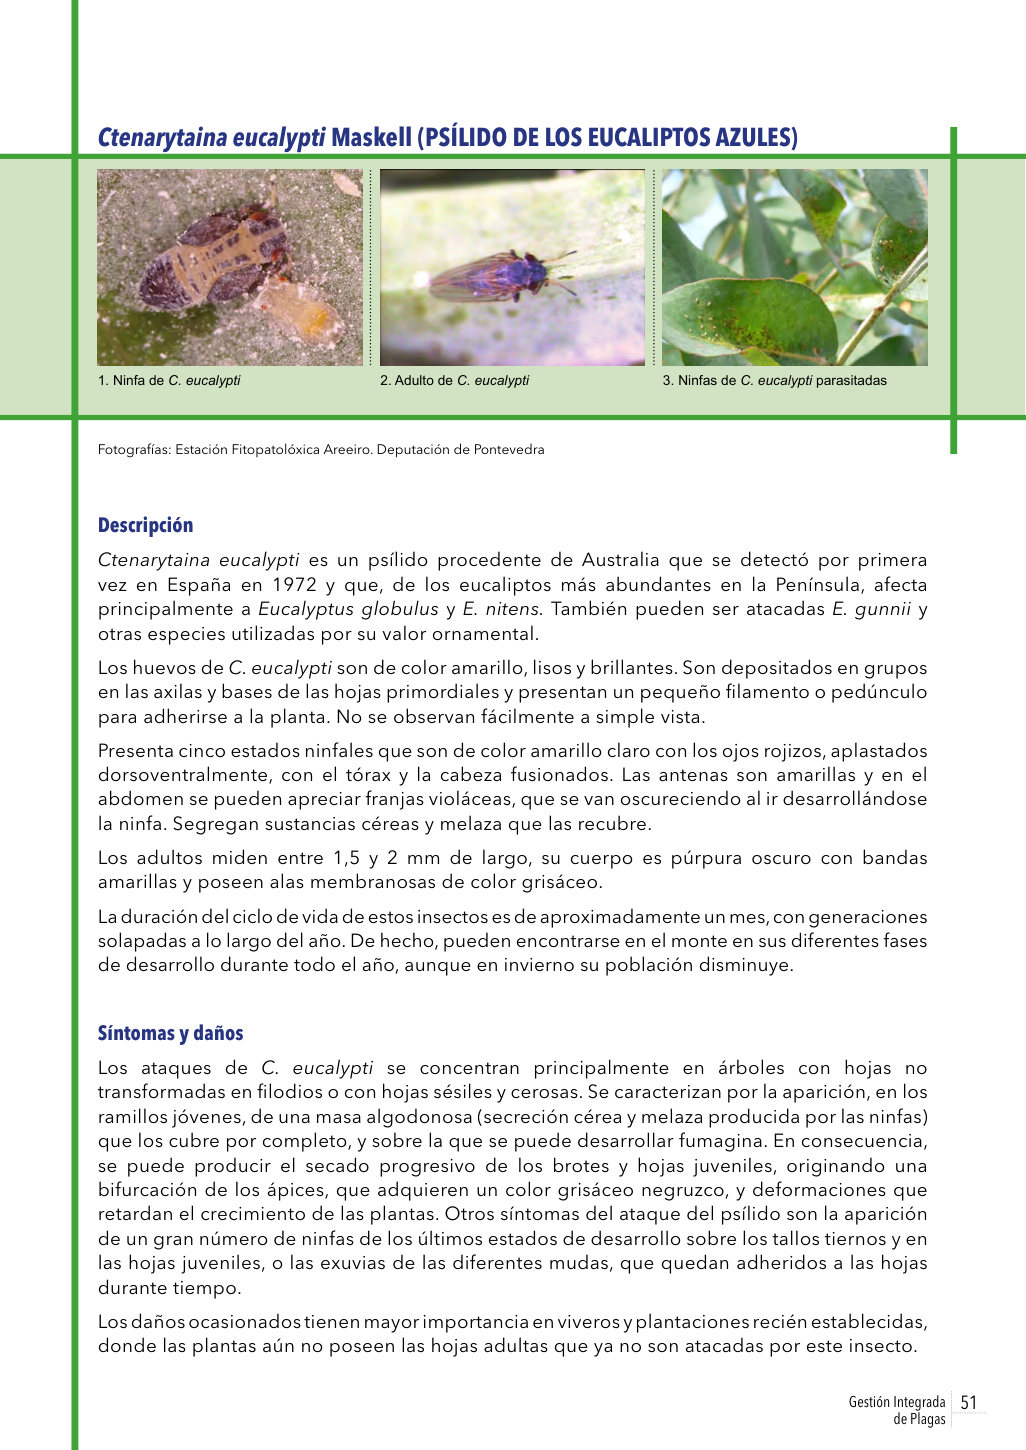 Ctenarytaina eucalypti Maskell (PSÍLIDO DE LOS EUCALIPTOS AZULES)
1. Ninfa de C. eucalypti
2. Adulto de C. eucalypti
3. Ninfas de C. eucalypti parasitadas
Fotografías: Estación Fitopatolóxica Areeiro. Deputación de Pontevedra
Descripción
Ctenarytaina eucalypti es un psílido procedente de Australia que se detectó por primera
vez en España en 1972 y que, de los eucaliptos más abundantes en la Península, afecta
principalmente a Eucalyptus globulus y E. nitens. También pueden ser atacadas E. gunnii y
otras especies utilizadas por su valor ornamental.
Los huevos de C. eucalypti son de color amarillo, lisos y brillantes. Son depositados en grupos
en las axilas y bases de las hojas primordiales y presentan un pequeño filamento o pedúnculo
para adherirse a la planta. No se observan fácilmente a simple vista.
Presenta cinco estados ninfales que son de color amarillo claro con los ojos rojizos, aplastados
dorsoventralmente, con el tórax y la cabeza fusionados. Las antenas son amarillas y en el
abdomen se pueden apreciar franjas violáceas, que se van oscureciendo al ir desarrollándose
la ninfa. Segregan sustancias céreas y melaza que las recubre.
Los adultos miden entre 1,5 y 2 mm de largo, su cuerpo es púrpura oscuro con bandas
amarillas y poseen alas membranosas de color grisáceo.
La duración del ciclo de vida de estos insectos es de aproximadamente un mes, con generaciones
solapadas a lo largo del año. De hecho, pueden encontrarse en el monte en sus diferentes fases
de desarrollo durante todo el año, aunque en invierno su población disminuye.
Síntomas y daños
Los ataques de C. eucalypti se concentran principalmente en árboles con hojas no
transformadas en filodios o con hojas sésiles y cerosas. Se caracterizan por la aparición, en los
ramillos jóvenes, de una masa algodonosa (secreción cérea y melaza producida por las ninfas)
que los cubre por completo, y sobre la que se puede desarrollar fumagina. En consecuencia,
se puede producir el secado progresivo de los brotes y hojas juveniles, originando una
bifurcación de los ápices, que adquieren un color grisáceo negruzco, y deformaciones que
retardan el crecimiento de las plantas. Otros síntomas del ataque del psílido son la aparición
de un gran número de ninfas de los últimos estados de desarrollo sobre los tallos tiernos y en
las hojas juveniles, o las exuvias de las diferentes mudas, que quedan adheridos a las hojas
durante tiempo.
Los daños ocasionados tienen mayor importancia en viveros y plantaciones recién establecidas,
donde las plantas aún no poseen las hojas adultas que ya no son atacadas por este insecto.
Gestión Integrada
de Plagas
51